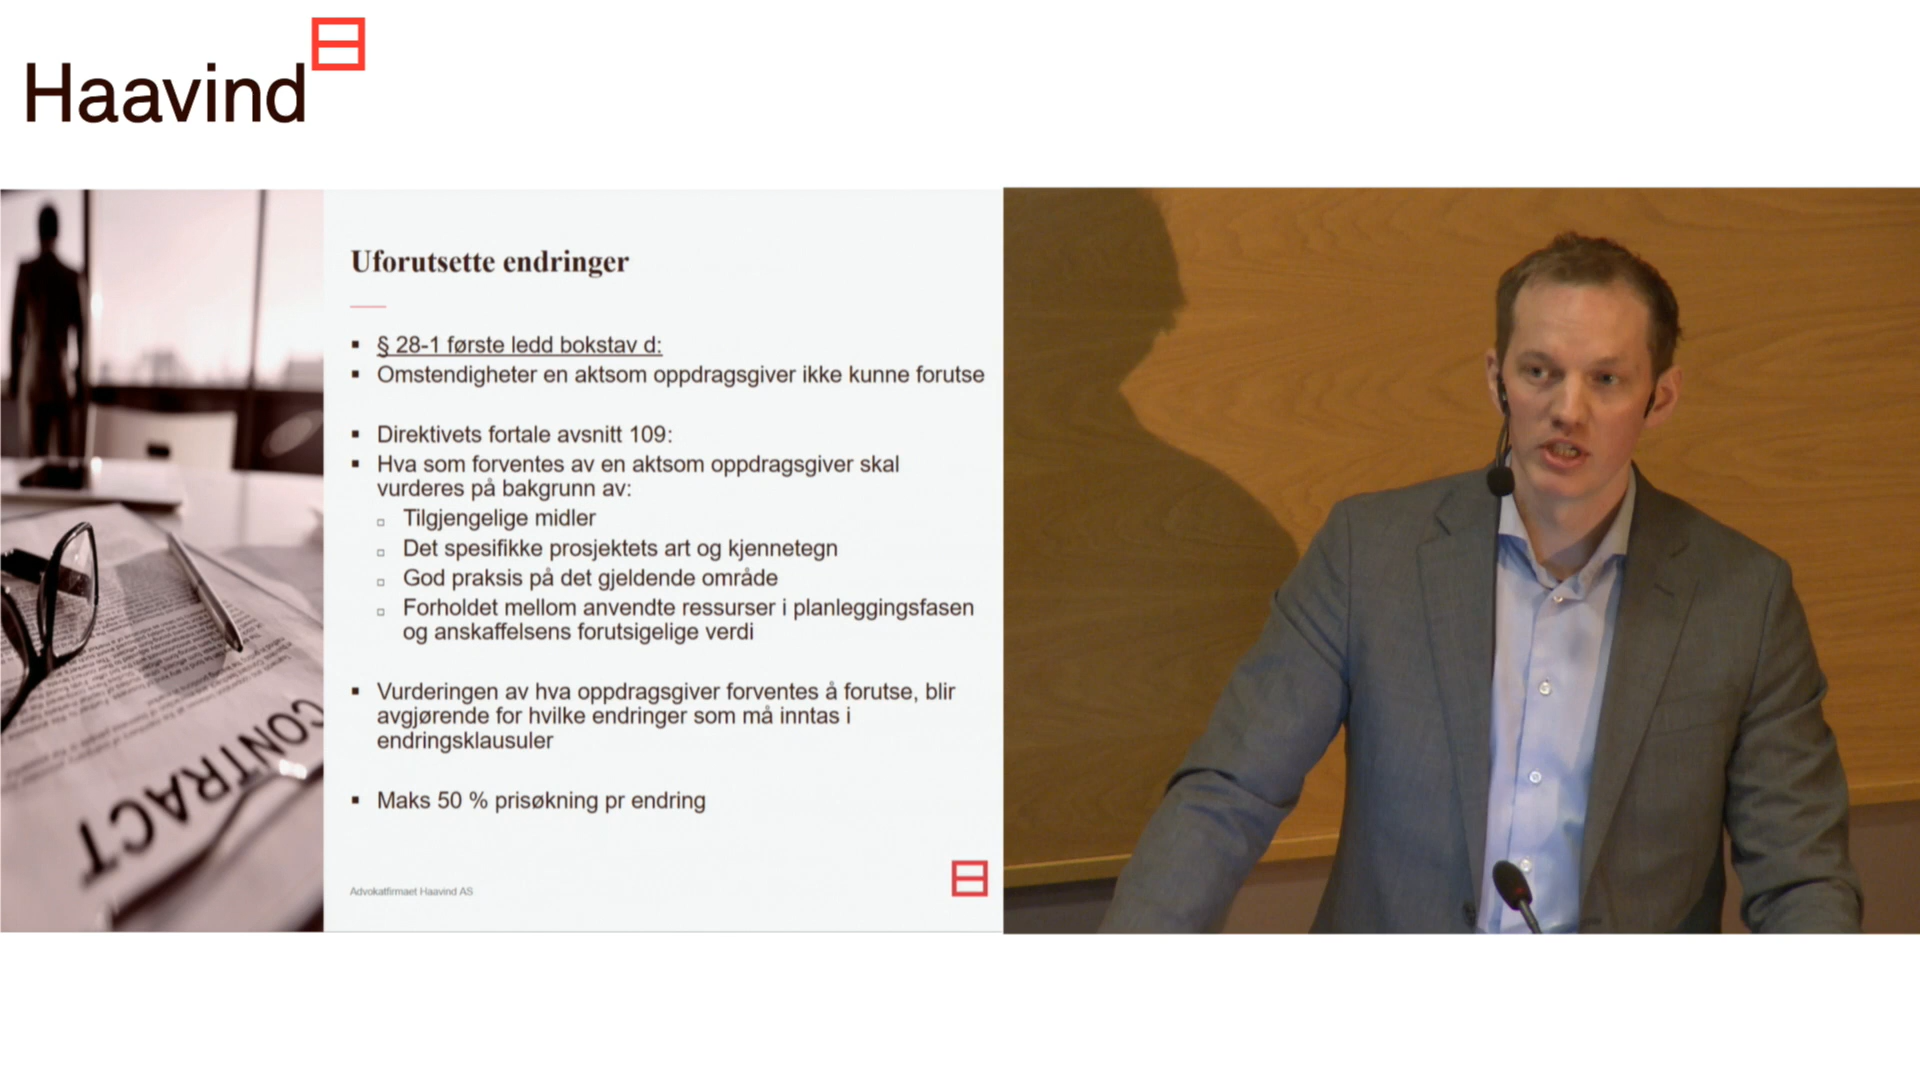 Haavind
Uforutsette endringer
§ 28-1 første ledd bokstav d:
Omstendigheter en aktsom oppdragsgiver ikke kunne forutse
Direktivets fortale avsnitt 109:
Hva som forventes av en aktsom oppdragsgiver skal
vurderes på bakgrunn av:
Tilgjengelige midler
Det spesifikke prosjektets art og kjennetegn
God praksis på det gjeldende område
Forholdet mellom anvendte ressurser i planleggingsfasen
og anskaffelsens forutsigelige verdi
Vurderingen av hva oppdragsgiver forventes å forutse, blir
avgjørende for hvilke endringer som må inntas i
endringsklausuler
Maks 50 % prisøkning pr endring
Advokatfirmaet Haavind AS
CONTRACT